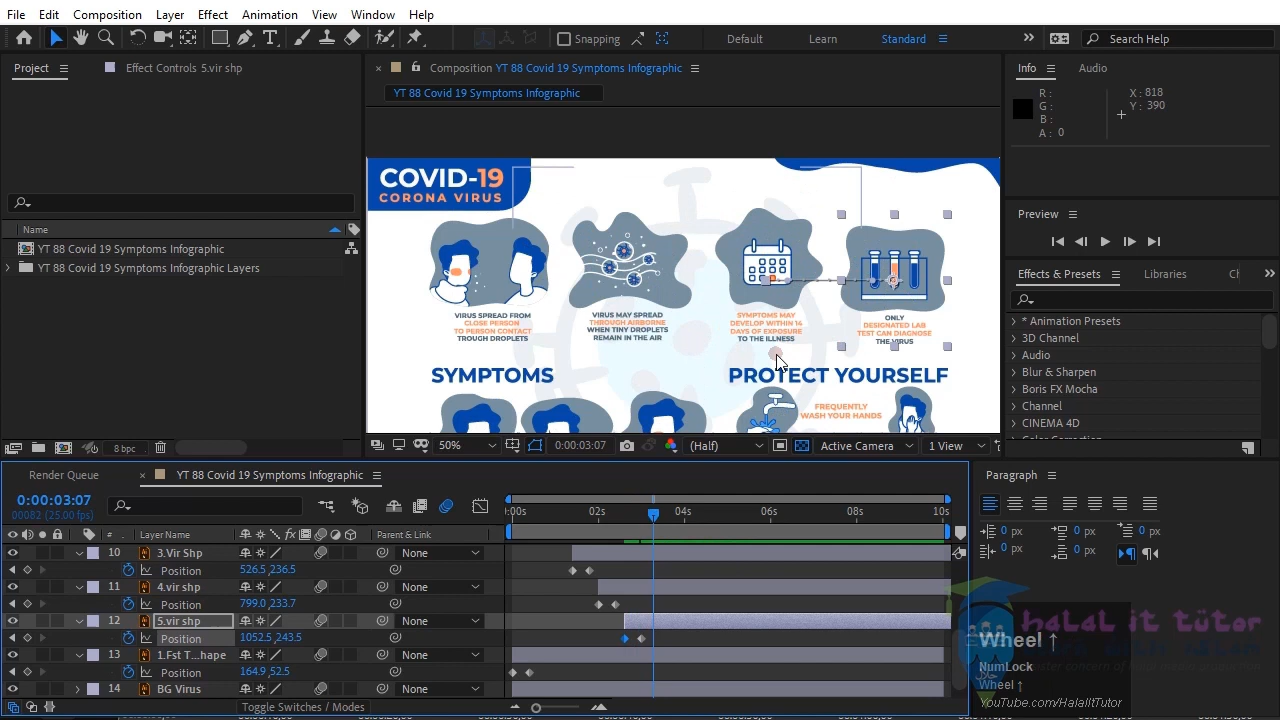 File Edit Composition Layer Effect Animation View Window Help
Snapping Default Learn Standard Search Help
Project Effect Controls 5.vir shp
Composition YT 88 Covid 19 Symptoms Infographic
YT 88 Covid 19 Symptoms Infographic
Info Audio
R :
G :
B :
A : 0
X : 818
Y : 390
Name
YT 88 Covid 19 Symptoms Infographic
YT 88 Covid 19 Symptoms Infographic Layers
8 bpc
COVID-19
CORONA VIRUS
VIRUS SPREAD FROM
CLOSE PERSON
TO PERSON CONTACT
TROUGH DROPLETS
VIRUS MAY SPREAD
THROUGH AIRBORNE
WHEN TINY DROPLETS
REMAIN IN THE AIR
SYMPTOMS MAY
DEVELOP WITHIN 14
DAYS OF EXPOSURE
TO THE ILLNESS
ONLY
DESIGNATED LAB
TEST CAN DIAGNOSE
THE VIRUS
SYMPTOMS
PROTECT YOURSELF
FREQUENTLY
WASH YOUR HANDS
50% 0:00:03:07 (Half) Active Camera 1 View
Preview
Effects & Presets Libraries
* Animation Presets
3D Channel
Audio
Blur & Sharpen
Boris FX Mocha
Channel
CINEMA 4D
Render Queue YT 88 Covid 19 Symptoms Infographic
0:00:03:07
00082 (25.00 fps)
:00s 02s 04s 06s 08s 10s
# Layer Name Parent & Link
10 3.Vir Shp None
Position 526.5,236.5
11 4.vir shp None
Position 799.0,233.7
12 5.vir shp None
Position 1052.5,243.5
13 1.Fst T...hape None
Position 164.9,52.5
14 BG Virus None
Toggle Switches / Modes
Paragraph
0 px 0 px 0 px
0 px 0 px
halal it tutor
Wheel ↑
NumLock
Wheel ↑
YouTube.com/HalalItTutor